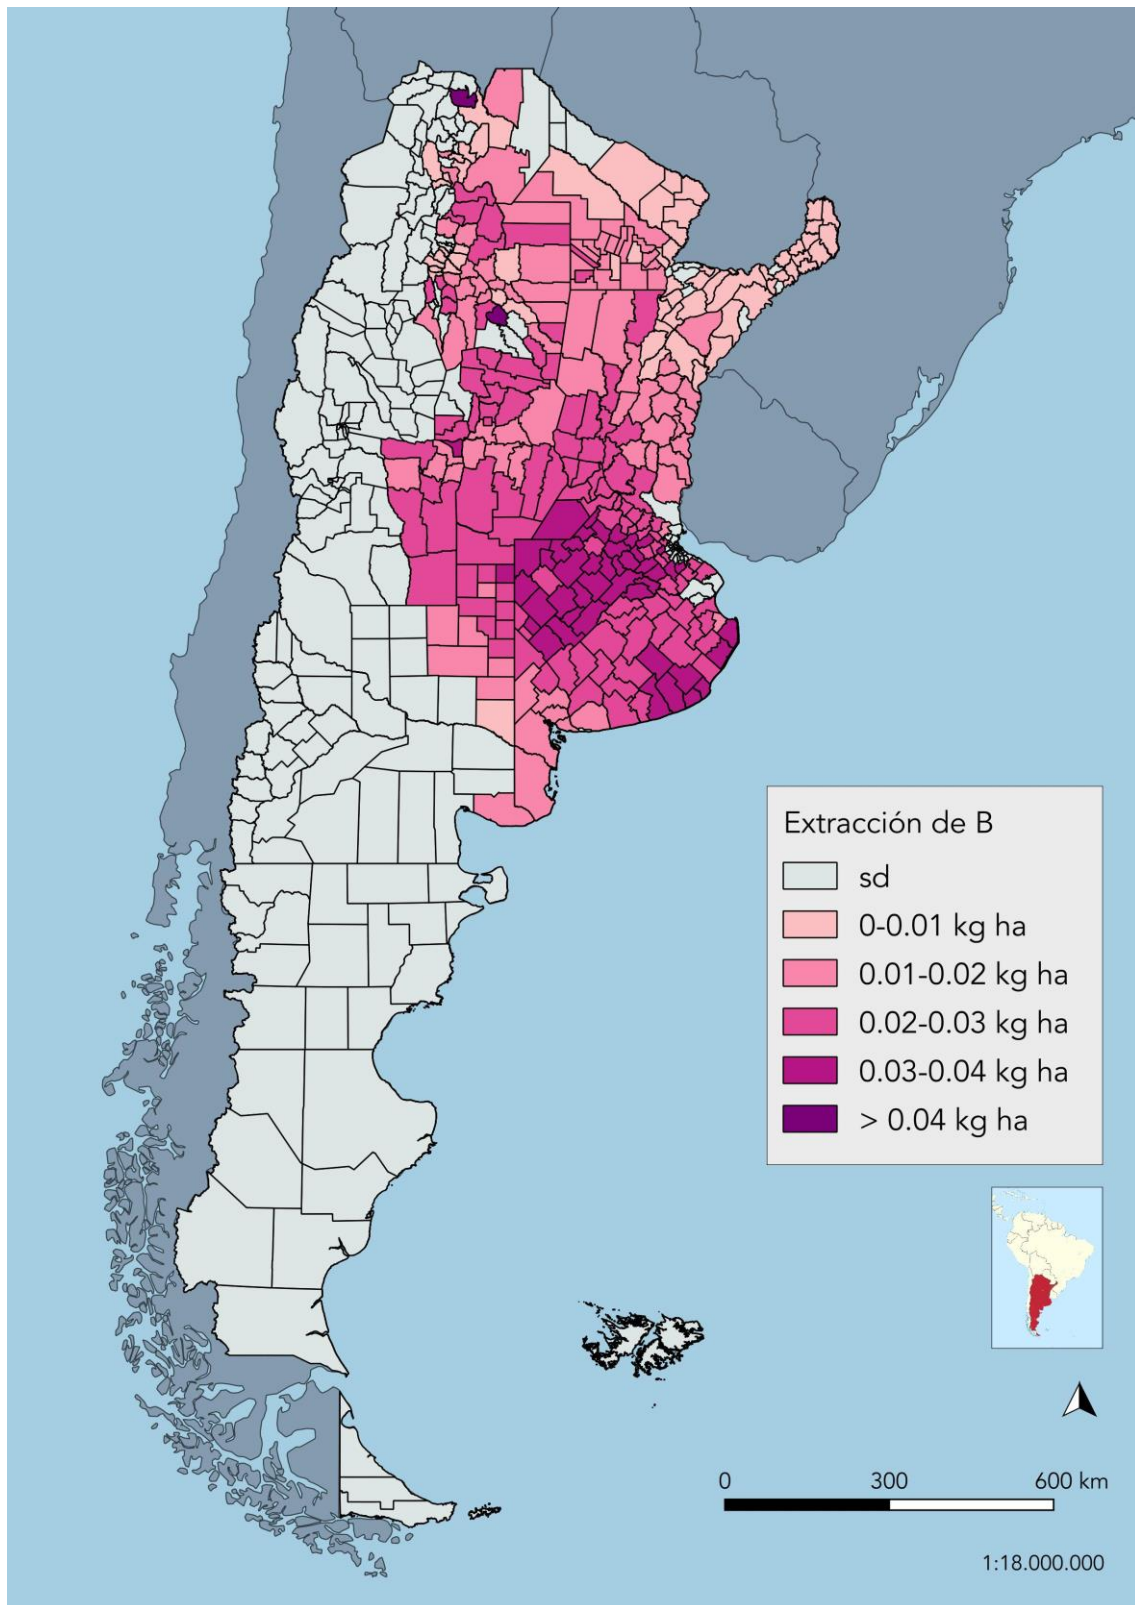 Extracción de B
sd
0-0.01 kg ha
0.01-0.02 kg ha
0.02-0.03 kg ha
0.03-0.04 kg ha
> 0.04 kg ha
0 300 600 km
1:18.000.000